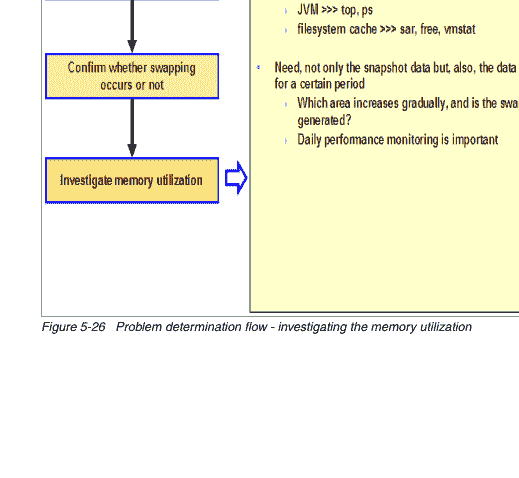 Confirm whether swapping
occurs or not
Investigate memory utilization
JVM >>> top, ps
filesystem cache >>> sar, free, vmstat
Need, not only the snapshot data but, also, the data
for a certain period
Which area increases gradually, and is the swa
generated?
Daily performance monitoring is important
Figure 5-26 Problem determination flow - investigating the memory utilization